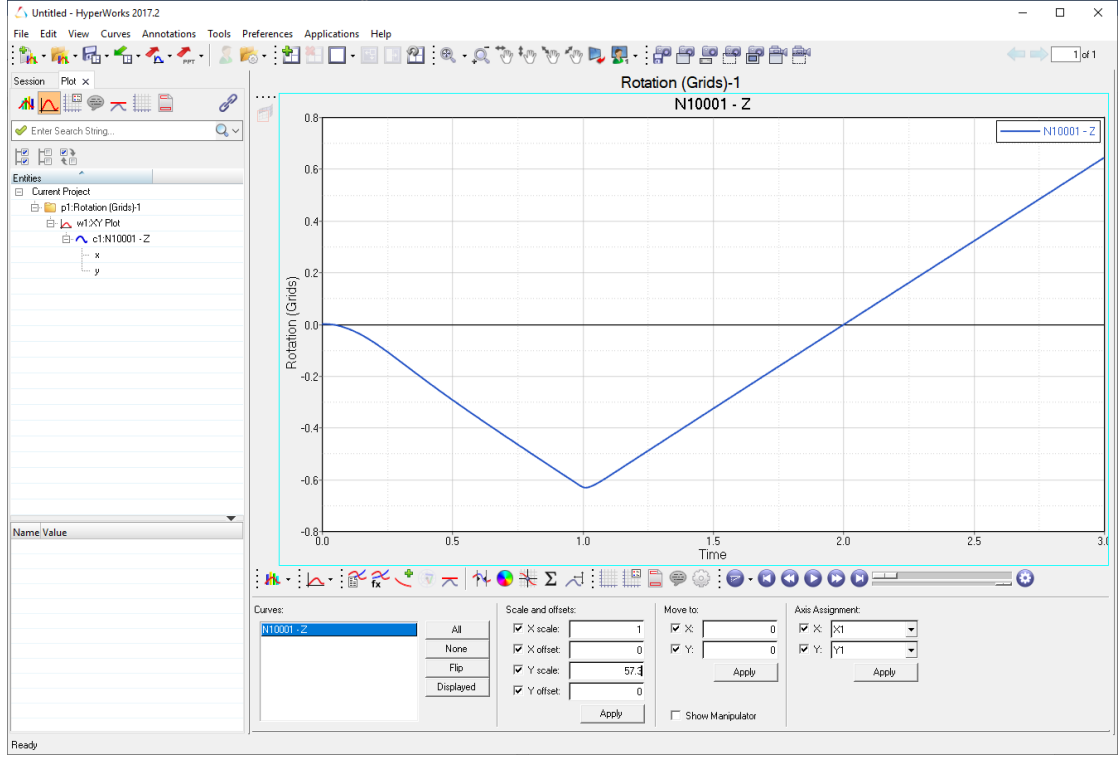 Untitled - HyperWorks 2017.2
File Edit View Curves Annotations Tools Preferences Applications Help
PPT
1 of 1
Session Plot
Enter Search String...
Entities
Current Project
p1:Rotation (Grids)-1
w1:XY Plot
c1:N10001 - Z
x
y
Name Value
Rotation (Grids)-1
N10001 - Z
N10001 - Z
0.8
0.6
0.4
0.2
0.0
-0.2
-0.4
-0.6
-0.8
Rotation (Grids)
0.0 0.5 1.0 1.5 2.0 2.5 3.0
Time
fx Σ
Curves:
N10001 - Z
All
None
Flip
Displayed
Scale and offsets:
X scale: 1
X offset: 0
Y scale: 57.3
Y offset: 0
Apply
Move to:
X: 0
Y: 0
Apply
Show Manipulator
Axis Assignment:
X: X1
Y: Y1
Apply
Ready